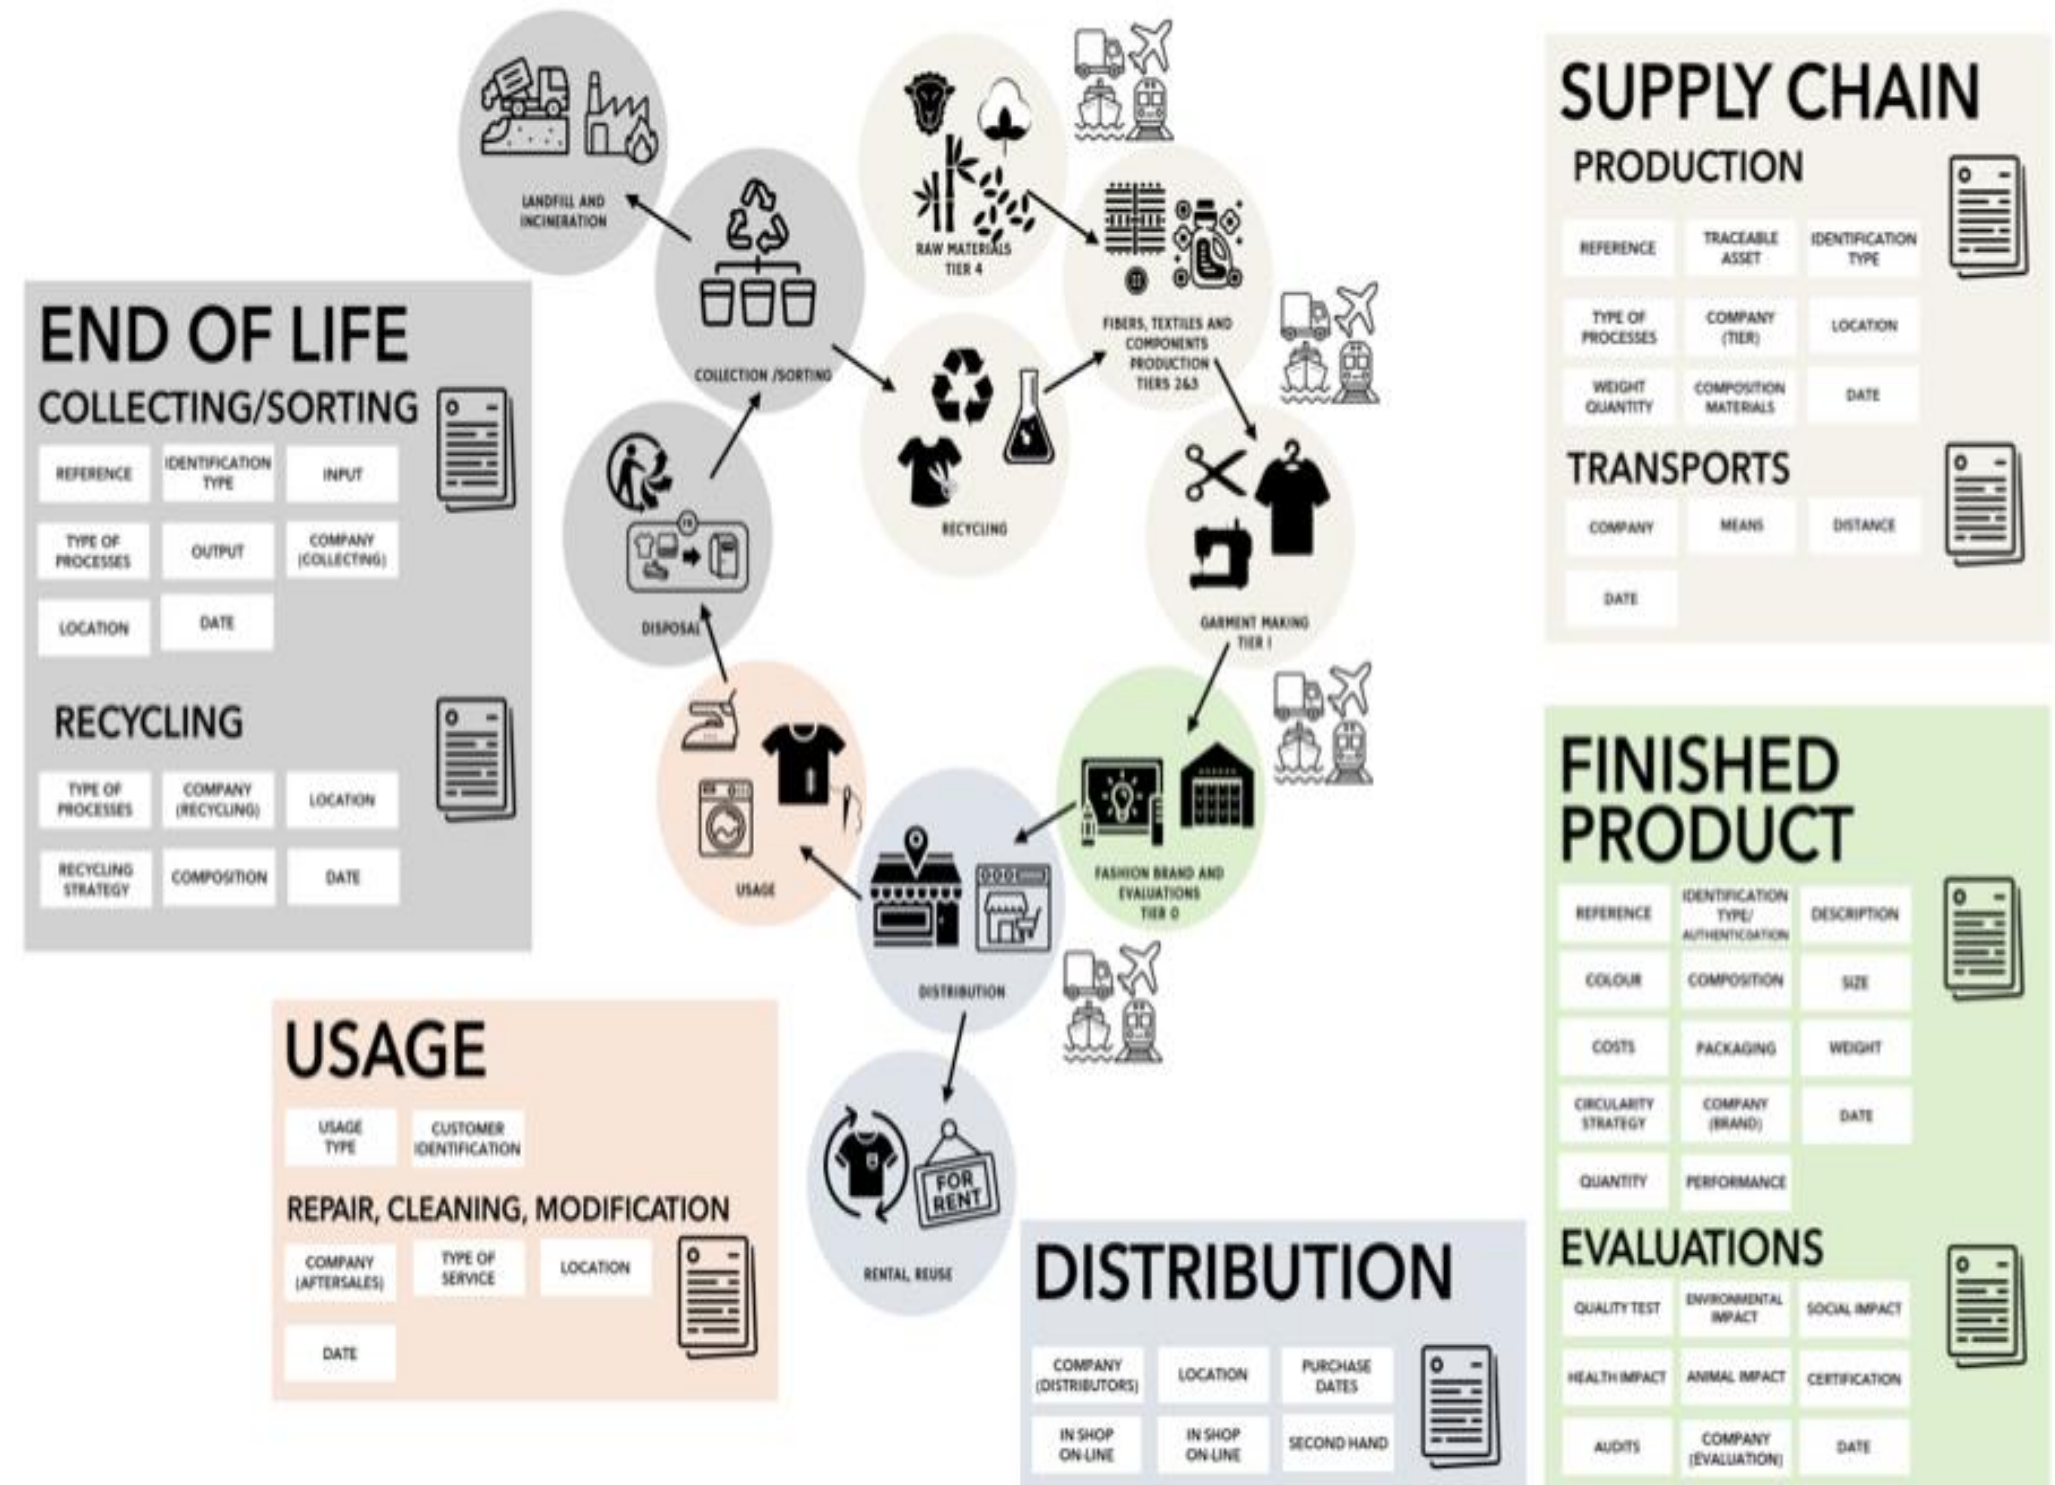 LANDFILL AND
INCINERATION
COLLECTION /SORTING
RAW MATERIALS
TIER 4
FIBERS, TEXTILES AND
COMPONENTS
PRODUCTION
TIERS 2&3
RECYCLING
DISPOSAL
FR
GARMENT MAKING
TIER 1
USAGE
FASHION BRAND AND
EVALUATIONS
TIER 0
DISTRIBUTION
FOR
RENT
RENTAL, REUSE
END OF LIFE
COLLECTING/SORTING
REFERENCE
IDENTIFICATION
TYPE
INPUT
TYPE OF
PROCESSES
OUTPUT
COMPANY
(COLLECTING)
LOCATION
DATE
RECYCLING
TYPE OF
PROCESSES
COMPANY
(RECYCLING)
LOCATION
RECYCLING
STRATEGY
COMPOSITION
DATE
USAGE
USAGE
TYPE
CUSTOMER
IDENTIFICATION
REPAIR, CLEANING, MODIFICATION
COMPANY
(AFTERSALES)
TYPE OF
SERVICE
LOCATION
DATE
DISTRIBUTION
COMPANY
(DISTRIBUTORS)
LOCATION
PURCHASE
DATES
IN SHOP
ON-LINE
IN SHOP
ON-LINE
SECOND HAND
SUPPLY CHAIN
PRODUCTION
REFERENCE
TRACEABLE
ASSET
IDENTIFICATION
TYPE
TYPE OF
PROCESSES
COMPANY
(TIER)
LOCATION
WEIGHT
QUANTITY
COMPOSITION
MATERIALS
DATE
TRANSPORTS
COMPANY
MEANS
DISTANCE
DATE
FINISHED
PRODUCT
REFERENCE
IDENTIFICATION
TYPE/
AUTHENTICOATION
DESCRIPTION
COLOUR
COMPOSITION
SIZE
COSTS
PACKAGING
WEIGHT
CIRCULARITY
STRATEGY
COMPANY
(BRAND)
DATE
QUANTITY
PERFORMANCE
EVALUATIONS
QUALITY TEST
ENVIRONMENTAL
IMPACT
SOCIAL IMPACT
HEALTH IMPACT
ANIMAL IMPACT
CERTIFICATION
AUDITS
COMPANY
(EVALUATION)
DATE